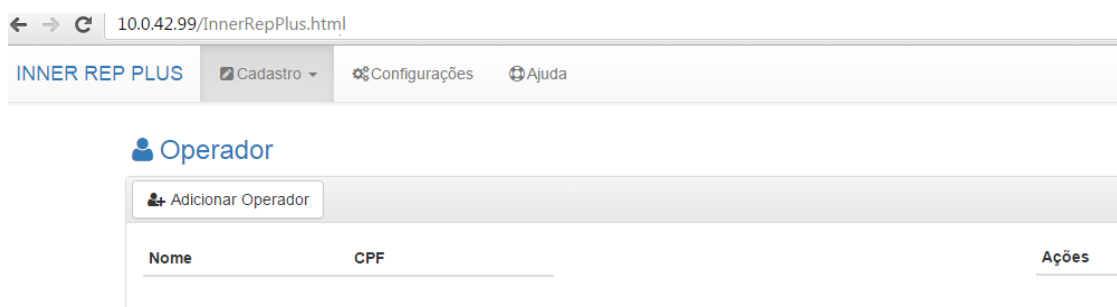 10.0.42.99/InnerRepPlus.html
INNER REP PLUS Cadastro Configurações Ajuda
Operador
Adicionar Operador
Nome CPF Ações